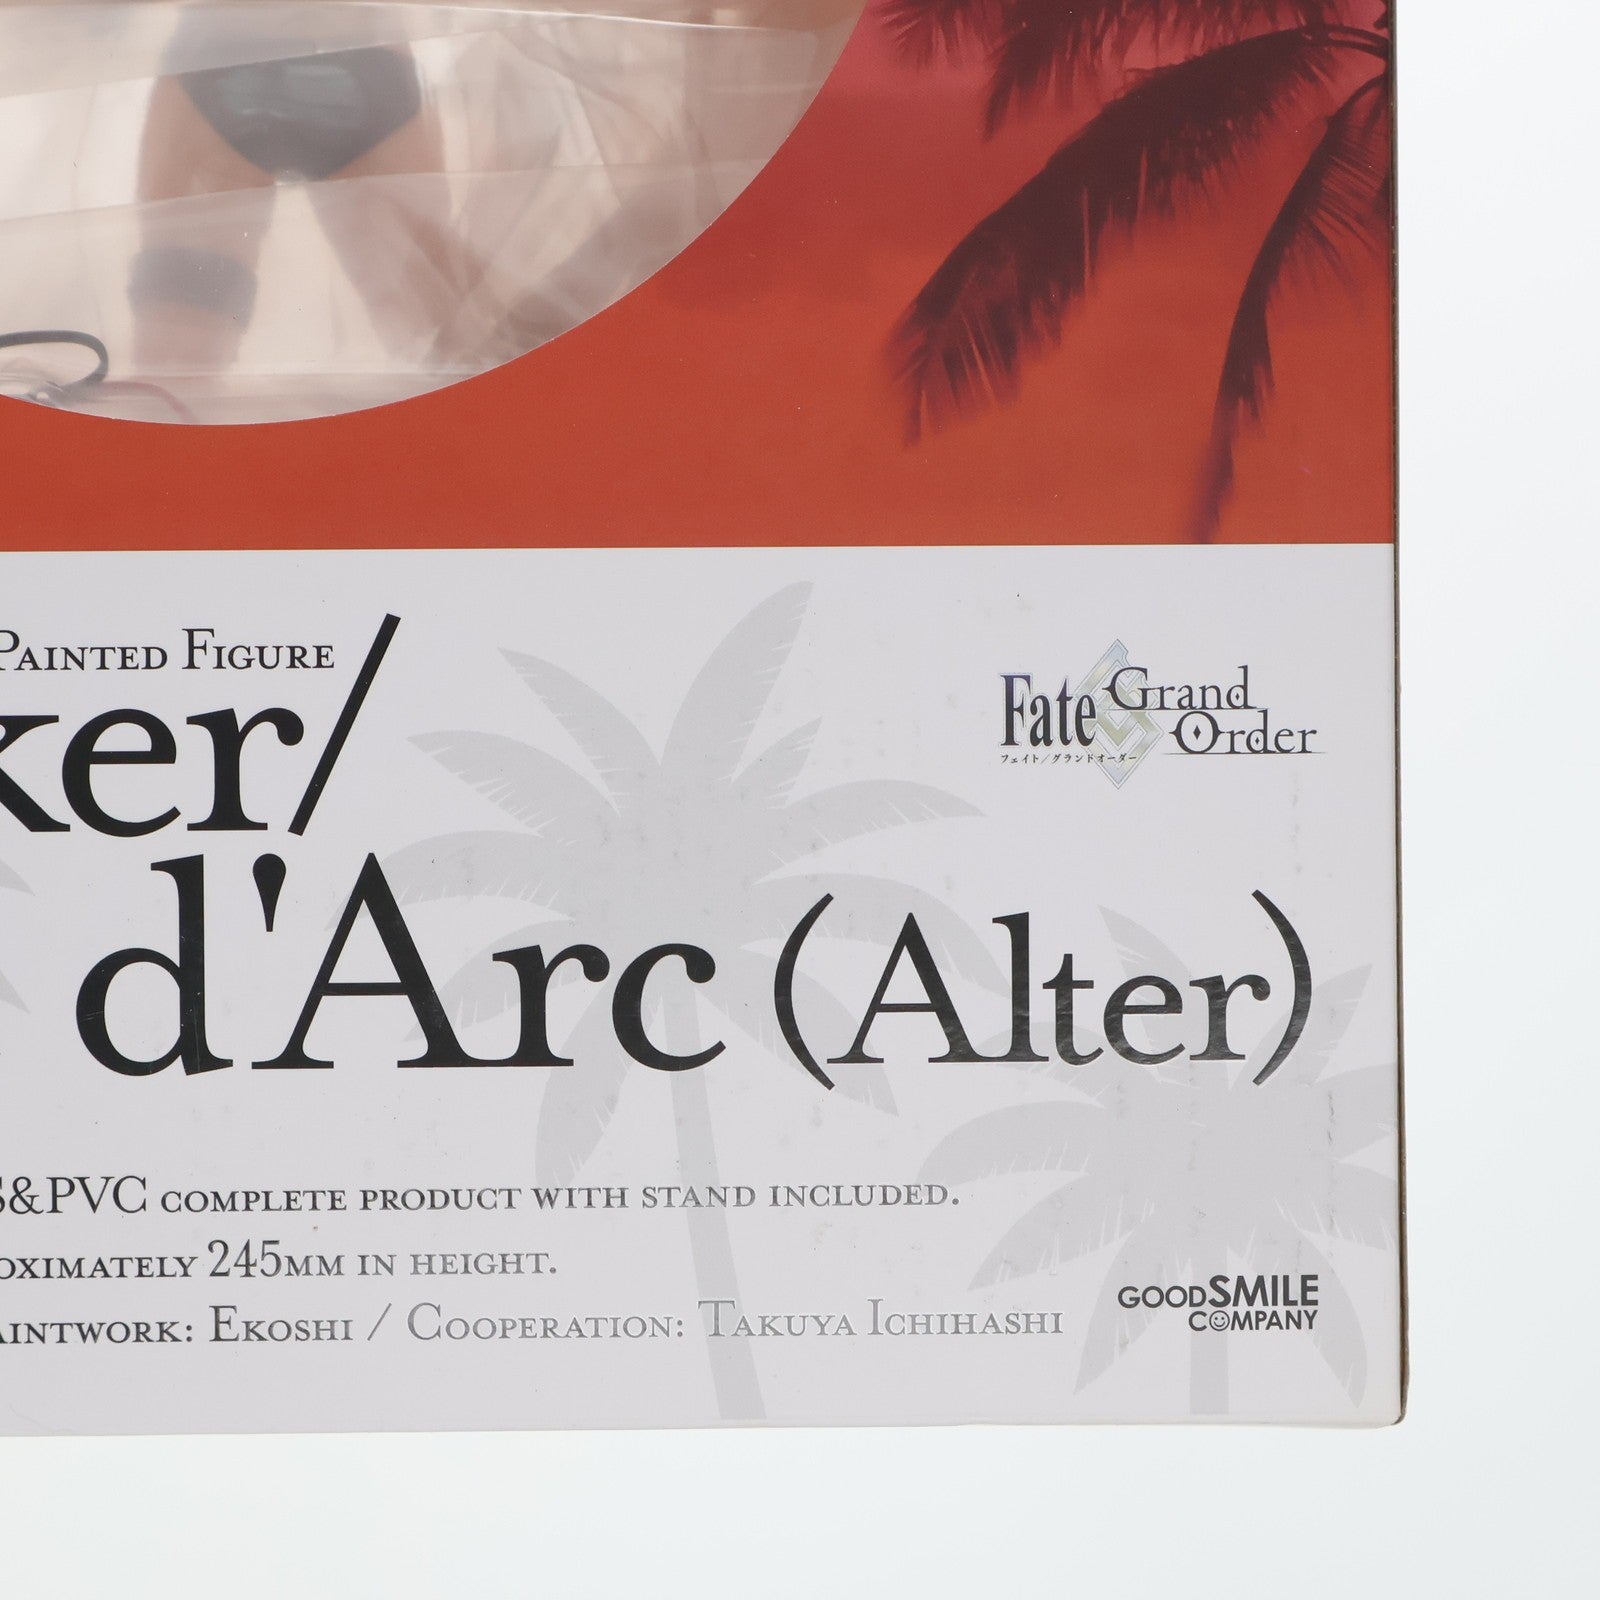 Painted Figure
ker/
d'Arc (Alter)
Fate Grand
Order
フェイト/グランドオーダー
S&PVC complete product with stand included.
oximately 245mm in height.
aintwork: Ekoshi / Cooperation: Takuya Ichihashi
GOODSMILE
COMPANY